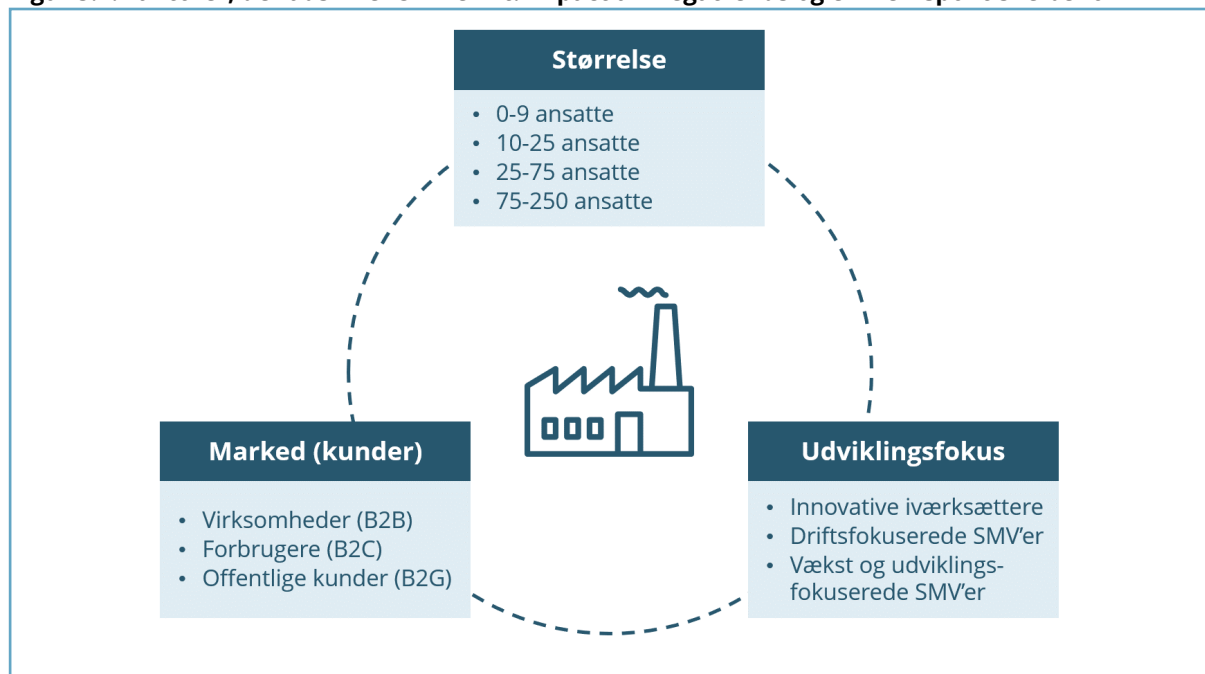 Størrelse
• 0-9 ansatte
• 10-25 ansatte
• 25-75 ansatte
• 75-250 ansatte
Marked (kunder)
• Virksomheder (B2B)
• Forbrugere (B2C)
• Offentlige kunder (B2G)
Udviklingsfokus
• Innovative iværksættere
• Driftsfokuserede SMV’er
• Vækst og udviklings-
fokuserede SMV’er